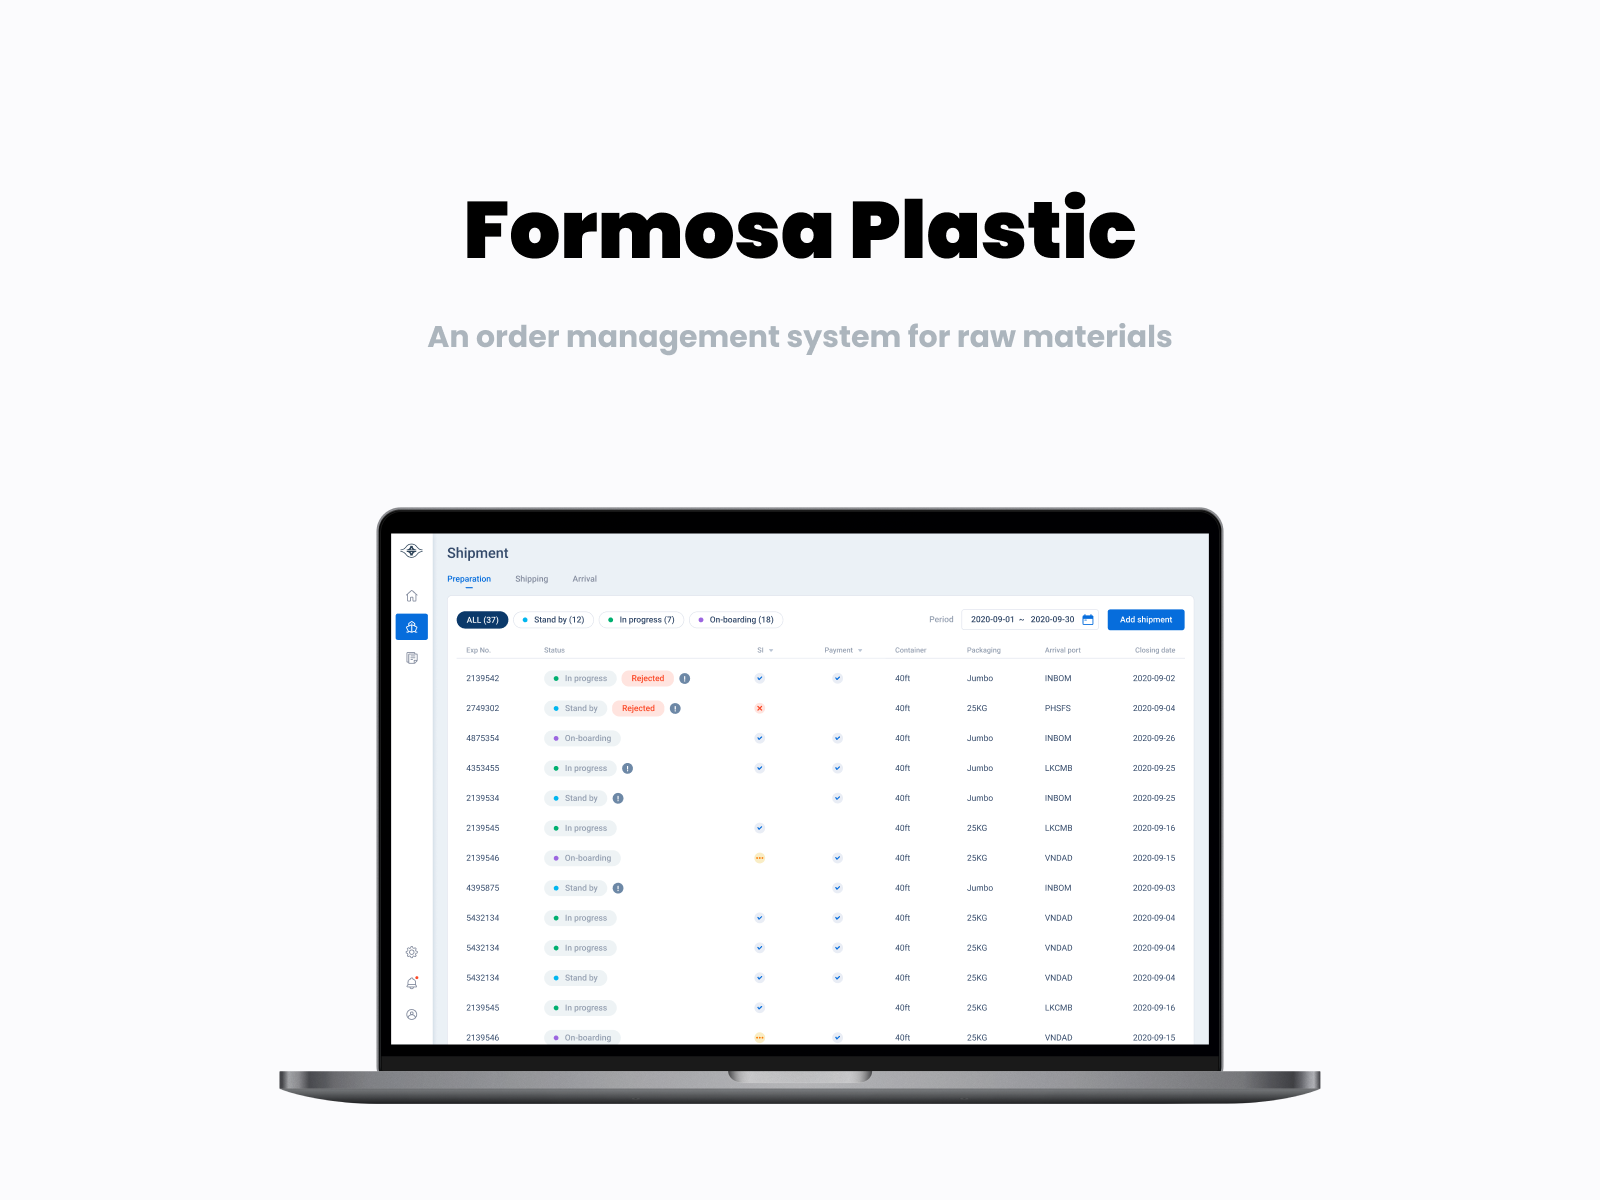 Formosa Plastic
An order management system for raw materials
Shipment
Preparation Shipping Arrival
ALL (37) Stand by (12) In progress (7) On-boarding (18) Period 2020-09-01 ~ 2020-09-30 Add shipment
Exp No. Status SI Payment Container Packaging Arrival port Closing date
2139542 In progress Rejected 40ft Jumbo INBOM 2020-09-02
2749302 Stand by Rejected 40ft 25KG PHSFS 2020-09-04
4875354 On-boarding 40ft Jumbo INBOM 2020-09-26
4353455 In progress 40ft Jumbo LKCMB 2020-09-25
2139534 Stand by 40ft Jumbo INBOM 2020-09-25
2139545 In progress 40ft 25KG LKCMB 2020-09-16
2139546 On-boarding 40ft 25KG VNDAD 2020-09-15
4395875 Stand by 40ft Jumbo INBOM 2020-09-03
5432134 In progress 40ft 25KG VNDAD 2020-09-04
5432134 In progress 40ft 25KG VNDAD 2020-09-04
5432134 Stand by 40ft 25KG VNDAD 2020-09-04
2139545 In progress 40ft 25KG LKCMB 2020-09-16
2139546 On-boarding 40ft 25KG VNDAD 2020-09-15